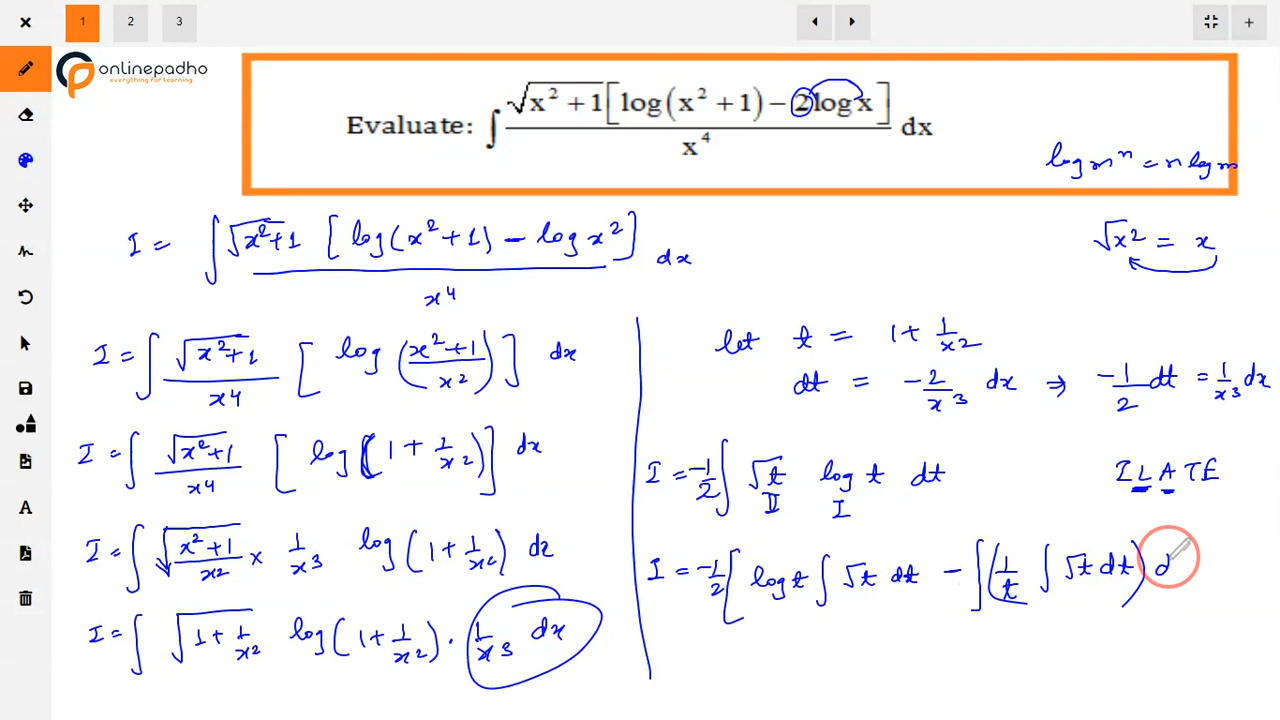 1 2 3
onlinepadho
everything for learning
Evaluate: ∫ √(x² + 1) [log(x² + 1) − 2 log x] / x⁴ dx
log mⁿ = n log m
I = ∫ √(x²+1) [log(x²+1) − log x²] / x⁴ dx
√x² = x
I = ∫ √(x²+1) / x⁴ [log ((x²+1)/x²)] dx
I = ∫ √(x²+1) / x⁴ [log (1 + 1/x²)] dx
I = ∫ √((x²+1)/x²) × 1/x³ log (1 + 1/x²) dx
I = ∫ √(1 + 1/x²) log (1 + 1/x²) · 1/x³ dx
let t = 1 + 1/x²
dt = −2/x³ dx ⇒ −1/2 dt = 1/x³ dx
I = −1/2 ∫ √t log t dt
II I
I L A T E
I = −1/2 [ log t ∫ √t dt − ∫ (1/t ∫ √t dt) d
A